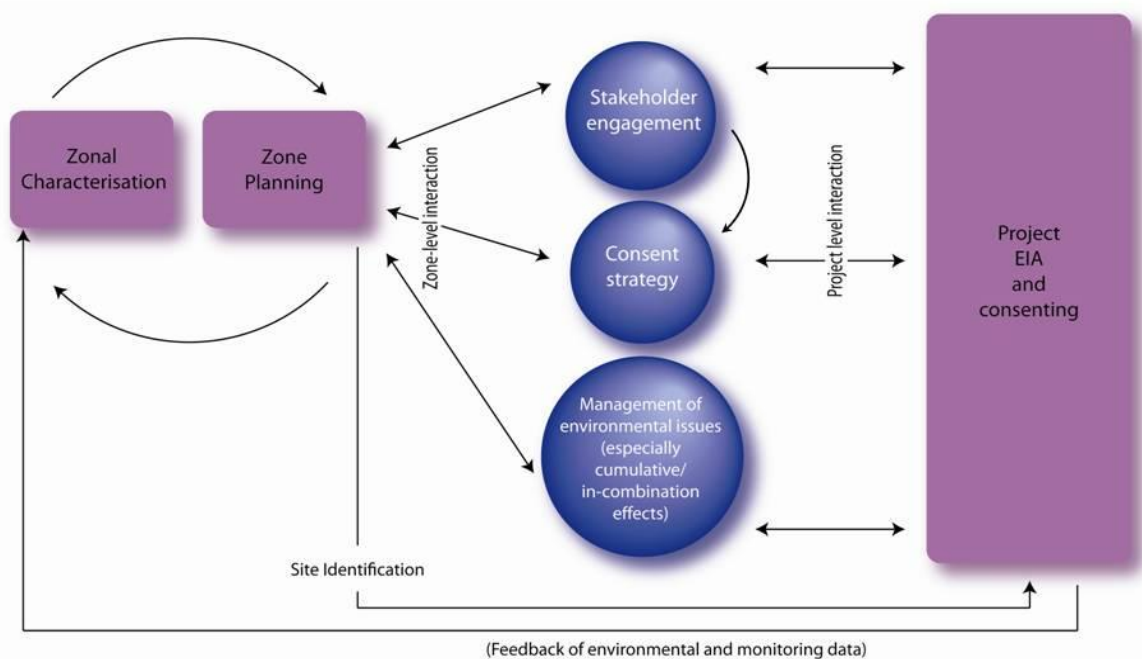 Zonal
Characterisation
Zone
Planning
Zone-level interaction
Stakeholder
engagement
Consent
strategy
Management of
environmental issues
(especially
cumulative/
in-combination
effects)
Project level interaction
Project
EIA
and
consenting
Site Identification
(Feedback of environmental and monitoring data)